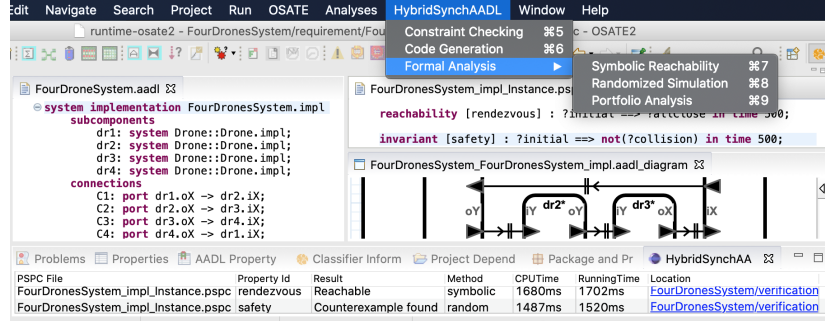 dit Navigate Search Project Run OSATE Analyses HybridSynchAADL Window Help
runtime-osate2 - FourDronesSystem/requirement/Fou
c - OSATE2
Constraint Checking ⌘5
Code Generation ⌘6
Formal Analysis ▶
Symbolic Reachability ⌘7
Randomized Simulation ⌘8
Portfolio Analysis ⌘9
FourDroneSystem.aadl
system implementation FourDronesSystem.impl
subcomponents
dr1: system Drone::Drone.impl;
dr2: system Drone::Drone.impl;
dr3: system Drone::Drone.impl;
dr4: system Drone::Drone.impl;
connections
C1: port dr1.oX -> dr2.iX;
C2: port dr2.oX -> dr3.iX;
C3: port dr3.oX -> dr4.iX;
C4: port dr4.oX -> dr1.iX;
FourDronesSystem_impl_Instance.psp
reachability [rendezvous] : ?initial ==> ?allClose in time 500;
invariant [safety] : ?initial ==> not(?collision) in time 500;
FourDronesSystem_FourDronesSystem_impl.aadl_diagram
dr2* dr3*
oY iY oY iY oX iX
Problems Properties AADL Property Classifier Inform Project Depend Package and Pr HybridSynchAA
PSPC File Property Id Result Method CPUTime RunningTime Location
FourDronesSystem_impl_Instance.pspc rendezvous Reachable symbolic 1680ms 1702ms FourDronesSystem/verification
FourDronesSystem_impl_Instance.pspc safety Counterexample found random 1487ms 1520ms FourDronesSystem/verification